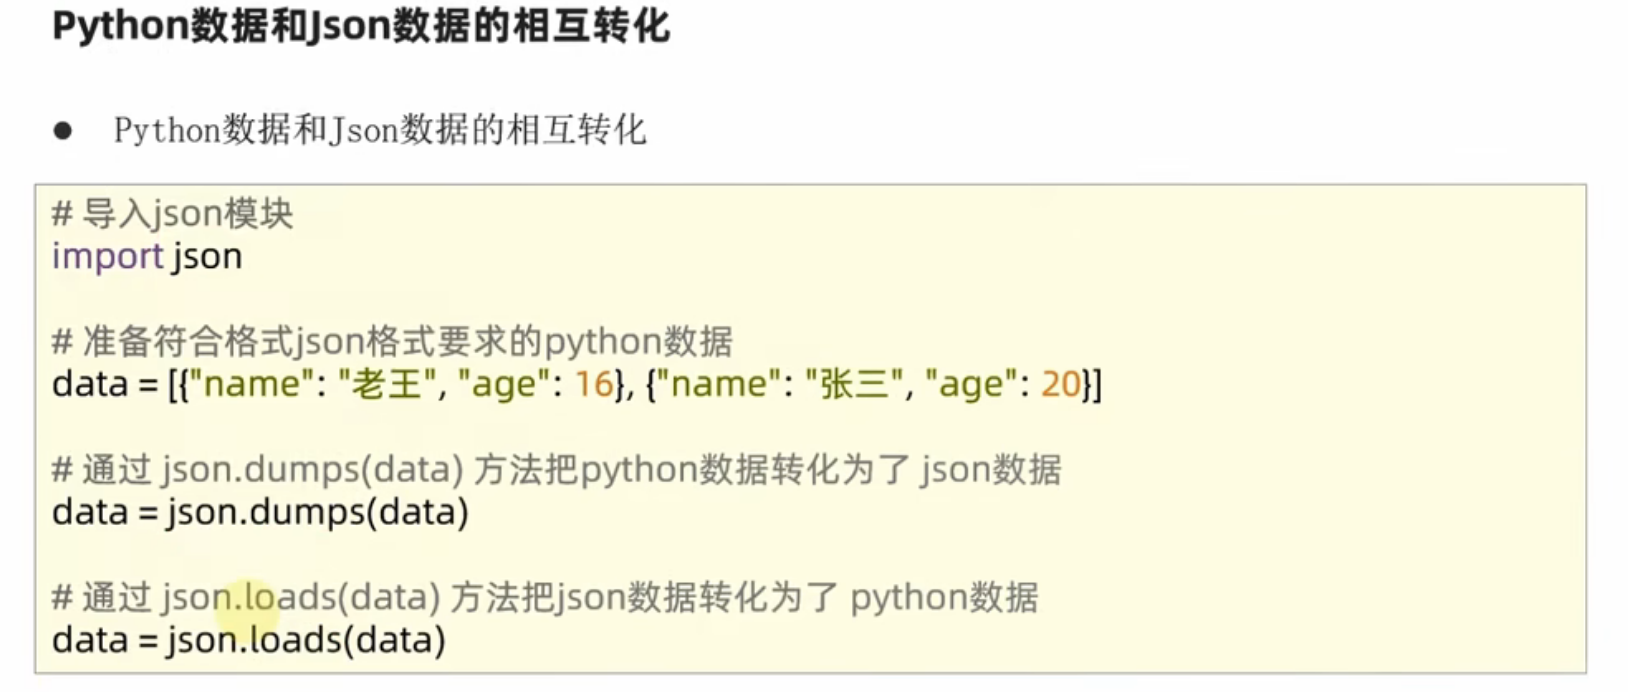 Python数据和Json数据的相互转化
● Python数据和Json数据的相互转化
# 导入json模块
import json
# 准备符合格式json格式要求的python数据
data = [{"name": "老王", "age": 16}, {"name": "张三", "age": 20}]
# 通过 json.dumps(data) 方法把python数据转化为了 json数据
data = json.dumps(data)
# 通过 json.loads(data) 方法把json数据转化为了 python数据
data = json.loads(data)